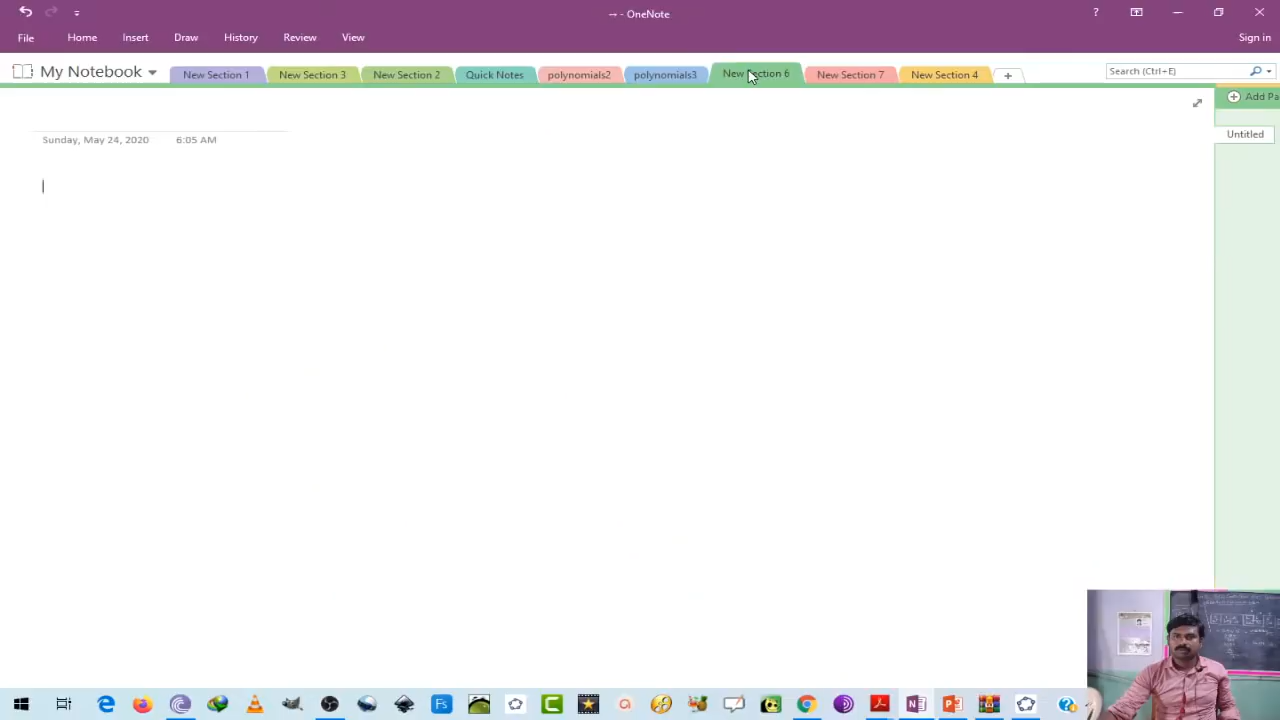 -- - OneNote
?
File Home Insert Draw History Review View
Sign in
My Notebook
New Section 1 New Section 3 New Section 2 Quick Notes polynomials2 polynomials3 New Section 6 New Section 7 New Section 4
Search (Ctrl+E)
Add Pa
Sunday, May 24, 2020 6:05 AM
Untitled
Fs